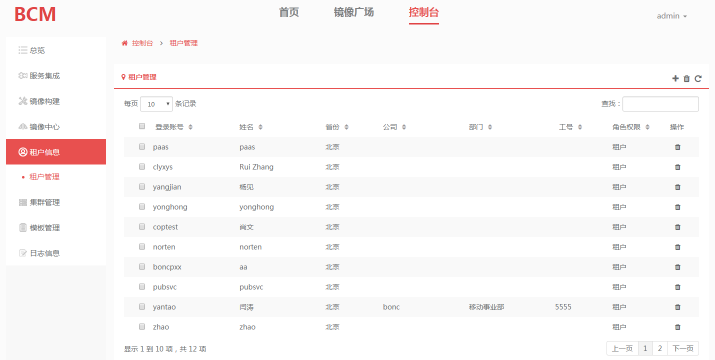 BCM
首页 镜像广场 控制台
admin
总览
服务集成
镜像构建
镜像中心
租户信息
租户管理
集群管理
模板管理
日志信息
控制台 > 租户管理
租户管理
每页 10 条记录 查找：
登录账号 姓名 省份 公司 部门 工号 角色权限 操作
paas paas 北京 租户
clyxys Rui Zhang 北京 租户
yangjian 杨见 北京 租户
yonghong yonghong 北京 租户
coptest 尚文 北京 租户
norten norten 北京 租户
boncpxx aa 北京 租户
pubsvc pubsvc 北京 租户
yantao 闫涛 北京 bonc 移动事业部 5555 租户
zhao zhao 北京 租户
显示 1 到 10 项，共 12 项 上一页 1 2 下一页